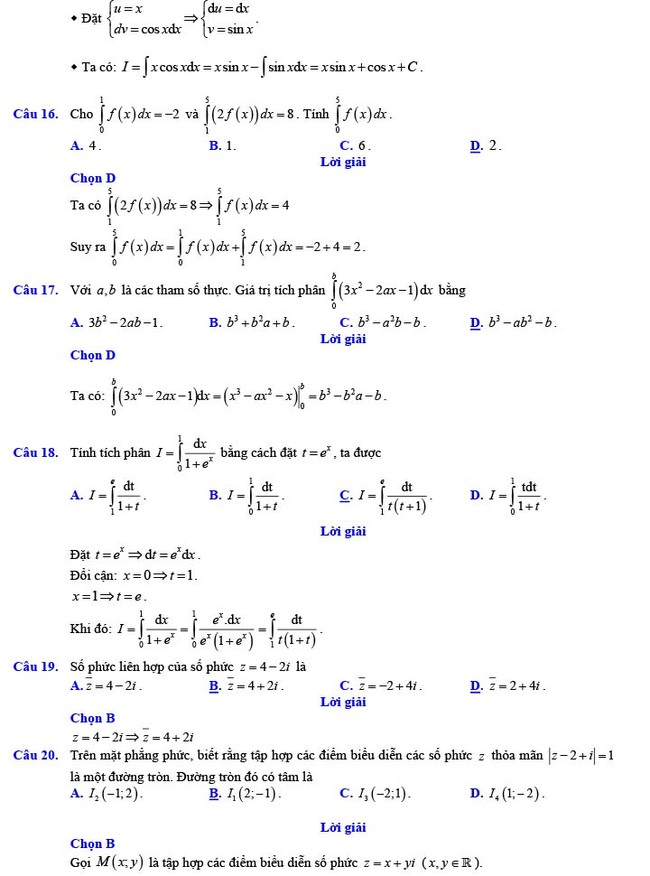 ◆ Đặt {u = x; dv = cos xdx ⇒ {du = dx; v = sin x.
◆ Ta có: I = ∫x cos xdx = x sin x − ∫sin xdx = x sin x + cos x + C.
Câu 16. Cho ∫₀¹ f(x)dx = −2 và ∫₁⁵ (2f(x))dx = 8. Tính ∫₀⁵ f(x)dx.
A. 4. B. 1. C. 6. D. 2.
Lời giải
Chọn D
Ta có ∫₁⁵ (2f(x))dx = 8 ⇒ ∫₁⁵ f(x)dx = 4
Suy ra ∫₀⁵ f(x)dx = ∫₀¹ f(x)dx + ∫₁⁵ f(x)dx = −2 + 4 = 2.
Câu 17. Với a,b là các tham số thực. Giá trị tích phân ∫₀ᵇ (3x² − 2ax − 1)dx bằng
A. 3b² − 2ab − 1. B. b³ + b²a + b. C. b³ − a²b − b. D. b³ − ab² − b.
Lời giải
Chọn D
Ta có: ∫₀ᵇ (3x² − 2ax − 1)dx = (x³ − ax² − x)|₀ᵇ = b³ − b²a − b.
Câu 18. Tính tích phân I = ∫₀¹ dx/(1+eˣ) bằng cách đặt t = eˣ, ta được
A. I = ∫₁ᵉ dt/(1+t). B. I = ∫₀¹ dt/(1+t). C. I = ∫₁ᵉ dt/(t(t+1)). D. I = ∫₀¹ tdt/(1+t).
Lời giải
Đặt t = eˣ ⇒ dt = eˣdx.
Đổi cận: x = 0 ⇒ t = 1.
x = 1 ⇒ t = e.
Khi đó: I = ∫₀¹ dx/(1+eˣ) = ∫₀¹ eˣ.dx/(eˣ(1+eˣ)) = ∫₁ᵉ dt/(t(1+t)).
Câu 19. Số phức liên hợp của số phức z = 4 − 2i là
A. z̅ = 4 − 2i. B. z̅ = 4 + 2i. C. z̅ = −2 + 4i. D. z̅ = 2 + 4i.
Lời giải
Chọn B
z = 4 − 2i ⇒ z̅ = 4 + 2i
Câu 20. Trên mặt phẳng phức, biết rằng tập hợp các điểm biểu diễn các số phức z thỏa mãn |z − 2 + i| = 1
là một đường tròn. Đường tròn đó có tâm là
A. I₂(−1;2). B. I₁(2;−1). C. I₃(−2;1). D. I₄(1;−2).
Lời giải
Chọn B
Gọi M(x;y) là tập hợp các điểm biểu diễn số phức z = x + yi (x, y ∈ ℝ).